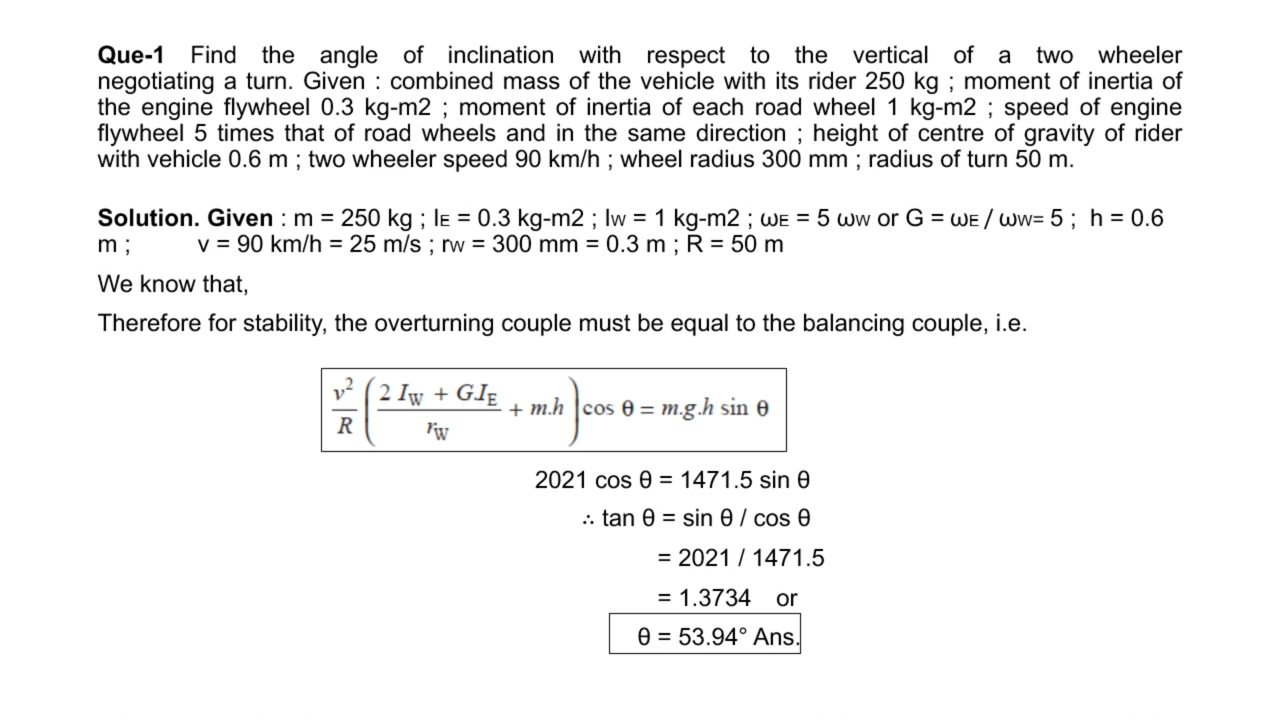 Que-1 Find the angle of inclination with respect to the vertical of a two wheeler
negotiating a turn. Given : combined mass of the vehicle with its rider 250 kg ; moment of inertia of
the engine flywheel 0.3 kg-m2 ; moment of inertia of each road wheel 1 kg-m2 ; speed of engine
flywheel 5 times that of road wheels and in the same direction ; height of centre of gravity of rider
with vehicle 0.6 m ; two wheeler speed 90 km/h ; wheel radius 300 mm ; radius of turn 50 m.
Solution. Given : m = 250 kg ; IE = 0.3 kg-m2 ; IW = 1 kg-m2 ; ωE = 5 ωW or G = ωE / ωW= 5 ; h = 0.6
m ; v = 90 km/h = 25 m/s ; rW = 300 mm = 0.3 m ; R = 50 m
We know that,
Therefore for stability, the overturning couple must be equal to the balancing couple, i.e.
v²/R ( (2 I_W + G.I_E)/r_W + m.h ) cos θ = m.g.h sin θ
2021 cos θ = 1471.5 sin θ
∴ tan θ = sin θ / cos θ
= 2021 / 1471.5
= 1.3734 or
θ = 53.94° Ans.